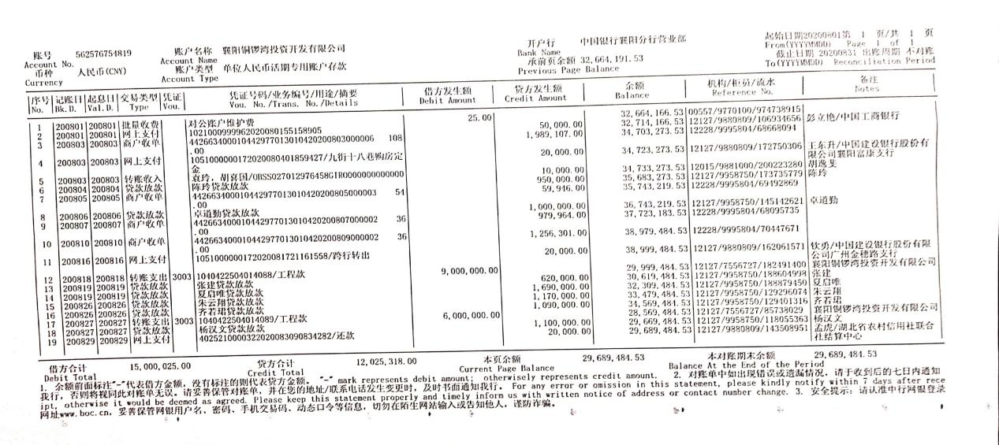 账号 562576754819 账户名称 襄阳铜锣湾投资开发有限公司 开户行 中国银行襄阳分行营业部 起始日期20200801第 1 页/共 1 页
Account No. Account Name Bank Name From(YYYYMMDD) Page 1 of 1
币种 人民币(CNY) 账户类型 单位人民币活期专用账户存款 承前页余额 32,664,191.53 截止日期 20200831 出账周期 不对账
Currency Account Type Previous Page Balance To(YYYYMMDD) Reconciliation Period
序号 记账日 起息日 交易类型 凭证 凭证号码/业务编号/用途/摘要 借方发生额 贷方发生额 余额 机构/柜员/流水 备注
No. Bk. D. Val. D. Type Vou. Vou. No./Trans. No./Details Debit Amount Credit Amount Balance Reference No. Notes
1 200801 200801 批量收费 对公账户维护费 25.00 32,664,166.53 00557/9770100/974738915
2 200801 200801 网上支付 1021000999962020080155158905 50,000.00 32,714,166.53 12127/9880809/106934656 彭立艳/中国工商银行
3 200803 200803 商户收单 442663400010442977013010420200803000006 108
.00 1,989,107.00 34,703,273.53 12228/9995804/68668094
4 200803 200803 网上支付 105100000017202008040185942​7/九街十八巷购房定
金 20,000.00 34,723,273.53 12127/9880809/172750306 王东升/中国建设银行股份有
限公司襄阳富康支行
5 200803 200803 转账收入 袁玲，胡喜国/OBSS027012976458GIR0000000000000 10,000.00 34,733,273.53 12015/9881000/200223280 胡逸斐
6 200804 200804 贷款放款 陈玲贷款放款 950,000.00 35,683,273.53 12127/9958750/173735779 陈玲
7 200805 200805 商户收单 442663400010442977013010420200805000003 54
.00 59,946.00 35,743,219.53 12228/9995804/69492869
8 200806 200806 贷款放款 卓道勤贷款放款 1,000,000.00 36,743,219.53 12127/9958750/145142621 卓道勤
9 200807 200807 商户收单 442663400010442977013010420200807000002 36
.00 979,964.00 37,723,183.53 12228/9995804/68095735
10 200810 200810 商户收单 442663400010442977013010420200809000002 36
.00 1,256,301.00 38,979,484.53 12228/9995804/70447671
11 200816 200816 网上支付 1051000000172020081721161558/跨行转出 20,000.00 38,999,484.53 12127/9880809/162061571 钦勇/中国建设银行股份有限
公司广州金穗路支行
12 200818 200818 转账支出 3003 1040422504014088/工程款 9,000,000.00 29,999,484.53 12127/7556727/182491400 襄阳铜锣湾投资开发有限公司
13 200819 200819 贷款放款 张建贷款放款 620,000.00 30,619,484.53 12127/9958750/188604998 张建
14 200819 200819 贷款放款 夏启唯贷款放款 1,690,000.00 32,309,484.53 12127/9958750/188879450 夏启唯
15 200826 200826 贷款放款 朱云翔贷款放款 1,170,000.00 33,479,484.53 12127/9958750/129296074 朱云翔
16 200826 200826 贷款放款 齐若珺贷款放款 1,090,000.00 34,569,484.53 12127/9958750/129401316 齐若珺
17 200827 200827 转账支出 3003 1040422504014089/工程款 6,000,000.00 28,569,484.53 12127/7556727/85738029 襄阳铜锣湾投资开发有限公司
18 200827 200827 贷款放款 杨汉文贷款放款 1,100,000.00 29,669,484.53 12127/9958750/118055363 杨汉文
19 200829 200829 网上支付 4025210000322020083090834282/还款 20,000.00 29,689,484.53 12127/9880809/143508951 孟虎/湖北省农村信用社联合
社结算中心
借方合计 15,000,025.00 贷方合计 12,025,318.00 本页余额 29,689,484.53 本对账期末余额 29,689,484.53
Debit Total Credit Total Current Page Balance Balance At the End of the Period
1. 余额前面标注"-"代表借方金额，没有标注的则代表贷方金额。"-" mark represents debit amount; otherwisely represents credit amount. 2. 对账单中如出现错误或遗漏情况，请于收到后的七日内通知
我行，否则将视同此对账单无误。请妥善保管对账单，并在您的地址/联系电话发生变更时，及时书面通知我行。For any error or omission in this statement, please kindly notify within 7 days after rece
ipt, otherwise it would be deemed as agreed. Please keep this statement properly and timely inform us with written notice of address or contact number change. 3. 安全提示：请认准中行网银登录
网址www.boc.cn，妥善保管网银用户名、密码、手机交易码、动态口令等信息，切勿在陌生网站输入或告知他人，谨防诈骗。